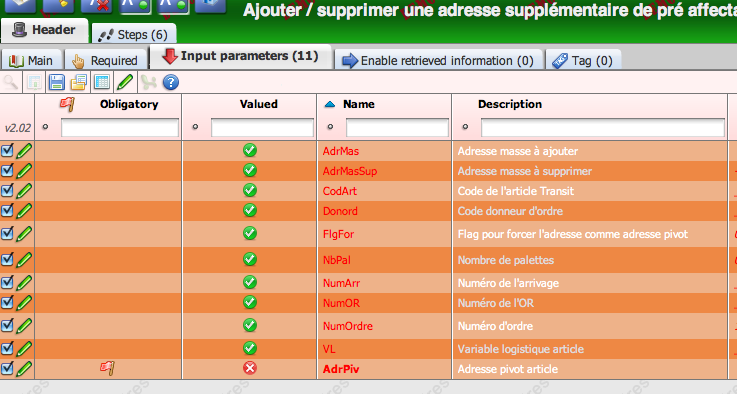 Ajouter / supprimer une adresse supplémentaire de pré affecta
Header
Steps (6)
Main
Required
Input parameters (11)
Enable retrieved information (0)
Tag (0)
Obligatory Valued Name Description
v2.02
AdrMas Adresse masse à ajouter
AdrMasSup Adresse masse à supprimer
CodArt Code de l'article Transit
Donord Code donneur d'ordre
FlgFor Flag pour forcer l'adresse comme adresse pivot
NbPal Nombre de palettes
NumArr Numéro de l'arrivage
NumOR Numéro de l'OR
NumOrdre Numéro d'ordre
VL Variable logistique article
AdrPiv Adresse pivot article